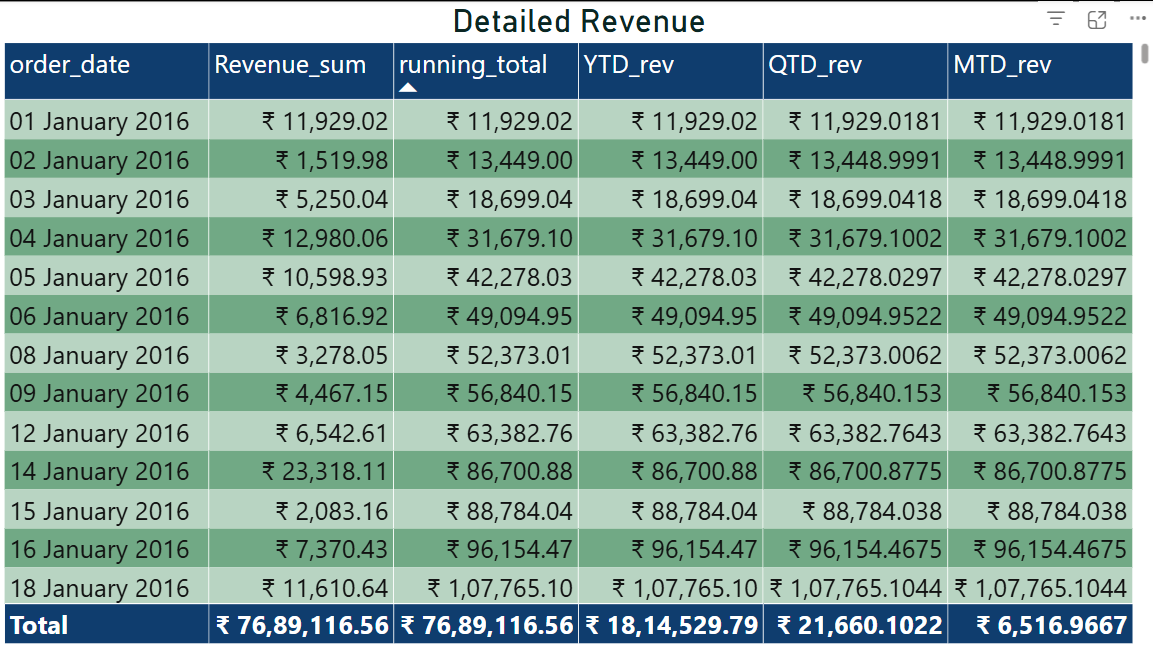 Detailed Revenue
order_date Revenue_sum running_total YTD_rev QTD_rev MTD_rev
01 January 2016 ₹ 11,929.02 ₹ 11,929.02 ₹ 11,929.02 ₹ 11,929.0181 ₹ 11,929.0181
02 January 2016 ₹ 1,519.98 ₹ 13,449.00 ₹ 13,449.00 ₹ 13,448.9991 ₹ 13,448.9991
03 January 2016 ₹ 5,250.04 ₹ 18,699.04 ₹ 18,699.04 ₹ 18,699.0418 ₹ 18,699.0418
04 January 2016 ₹ 12,980.06 ₹ 31,679.10 ₹ 31,679.10 ₹ 31,679.1002 ₹ 31,679.1002
05 January 2016 ₹ 10,598.93 ₹ 42,278.03 ₹ 42,278.03 ₹ 42,278.0297 ₹ 42,278.0297
06 January 2016 ₹ 6,816.92 ₹ 49,094.95 ₹ 49,094.95 ₹ 49,094.9522 ₹ 49,094.9522
08 January 2016 ₹ 3,278.05 ₹ 52,373.01 ₹ 52,373.01 ₹ 52,373.0062 ₹ 52,373.0062
09 January 2016 ₹ 4,467.15 ₹ 56,840.15 ₹ 56,840.15 ₹ 56,840.153 ₹ 56,840.153
12 January 2016 ₹ 6,542.61 ₹ 63,382.76 ₹ 63,382.76 ₹ 63,382.7643 ₹ 63,382.7643
14 January 2016 ₹ 23,318.11 ₹ 86,700.88 ₹ 86,700.88 ₹ 86,700.8775 ₹ 86,700.8775
15 January 2016 ₹ 2,083.16 ₹ 88,784.04 ₹ 88,784.04 ₹ 88,784.038 ₹ 88,784.038
16 January 2016 ₹ 7,370.43 ₹ 96,154.47 ₹ 96,154.47 ₹ 96,154.4675 ₹ 96,154.4675
18 January 2016 ₹ 11,610.64 ₹ 1,07,765.10 ₹ 1,07,765.10 ₹ 1,07,765.1044 ₹ 1,07,765.1044
Total ₹ 76,89,116.56 ₹ 76,89,116.56 ₹ 18,14,529.79 ₹ 21,660.1022 ₹ 6,516.9667